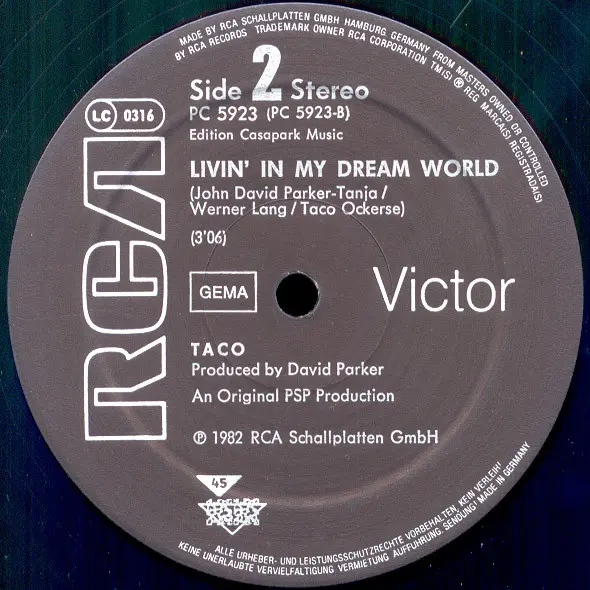 MADE BY RCA SCHALLPLATTEN GMBH HAMBURG, GERMANY FROM MASTERS OWNED OR CONTROLLED
BY RCA RECORDS TRADEMARK OWNER RCA CORPORATION TM(S) ® REG MARCA(S) REGISTRADA(S)
Side 2 Stereo
PC 5923 (PC 5923-B)
Edition Casapark Music
LC 0316
RCA
LIVIN' IN MY DREAM WORLD
(John David Parker-Tanja/
Werner Lang/Taco Ockerse)
(3'06)
GEMA
Victor
TACO
Produced by David Parker
An Original PSP Production
℗ 1982 RCA Schallplatten GmbH
45
ALLE URHEBER- UND LEISTUNGSSCHUTZRECHTE VORBEHALTEN, KEIN VERLEIH!
KEINE UNERLAUBTE VERVIELFALTIGUNG VERMIETUNG AUFFUHRUNG, SENDUNG! MADE IN GERMANY